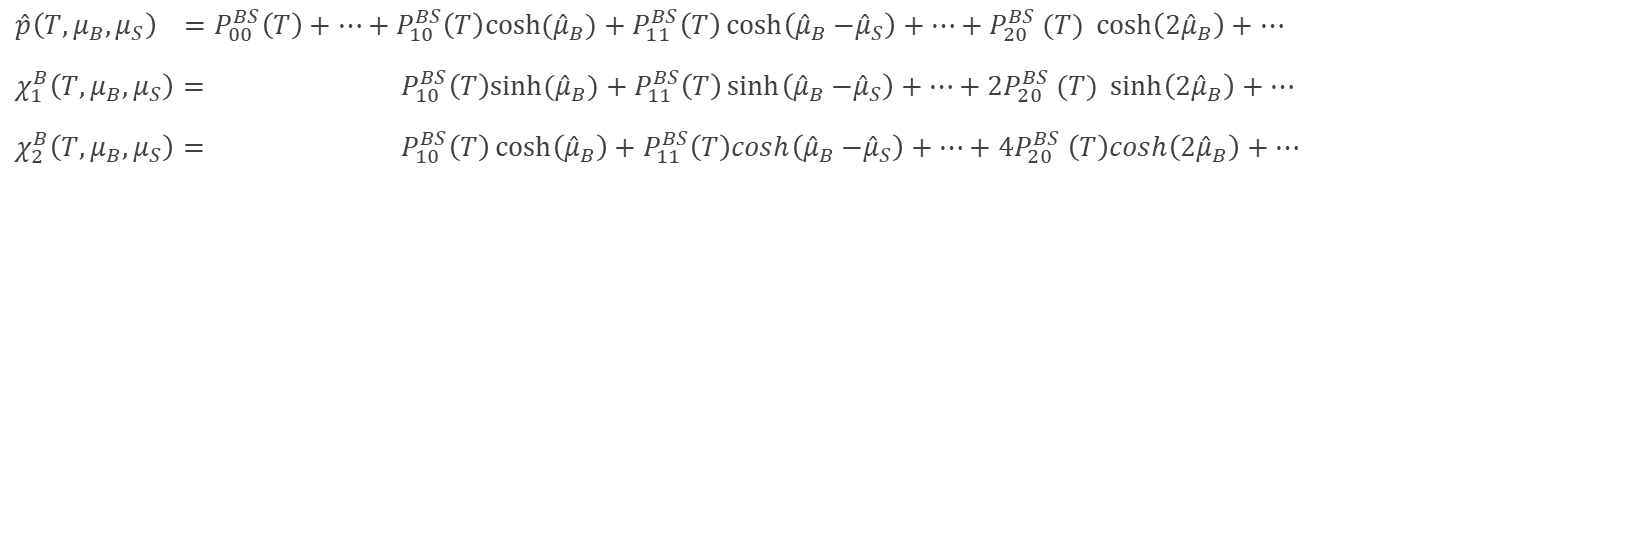 p̂(T, μ_B, μ_S) = P_{00}^{BS}(T) + ⋯ + P_{10}^{BS}(T)cosh(μ̂_B) + P_{11}^{BS}(T) cosh(μ̂_B −μ̂_S) + ⋯ + P_{20}^{BS} (T) cosh(2μ̂_B) + ⋯
χ_1^B(T, μ_B, μ_S) = P_{10}^{BS}(T)sinh(μ̂_B) + P_{11}^{BS}(T) sinh(μ̂_B −μ̂_S) + ⋯ + 2P_{20}^{BS} (T) sinh(2μ̂_B) + ⋯
χ_2^B(T, μ_B, μ_S) = P_{10}^{BS}(T) cosh(μ̂_B) + P_{11}^{BS}(T)cosh(μ̂_B −μ̂_S) + ⋯ + 4P_{20}^{BS} (T)cosh(2μ̂_B) + ⋯